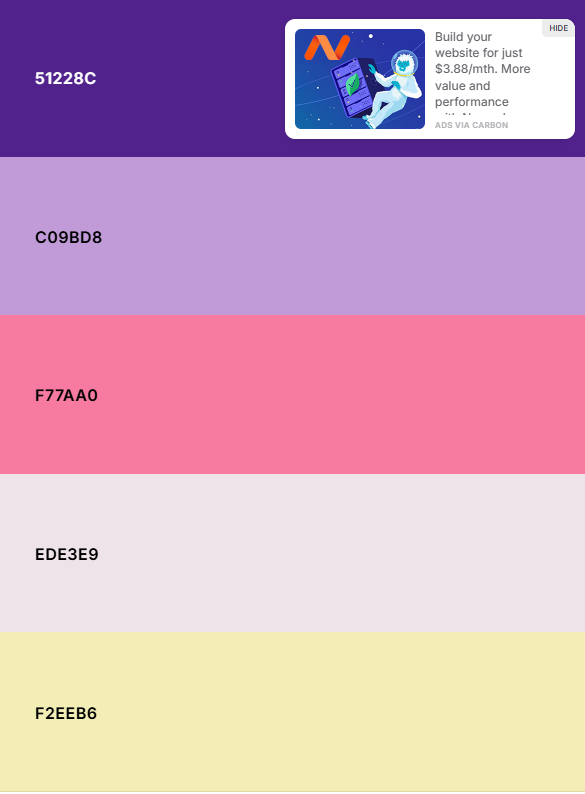 51228C
HIDE
Build your
website for just
$3.88/mth. More
value and
performance
ADS VIA CARBON
C09BD8
F77AA0
EDE3E9
F2EEB6